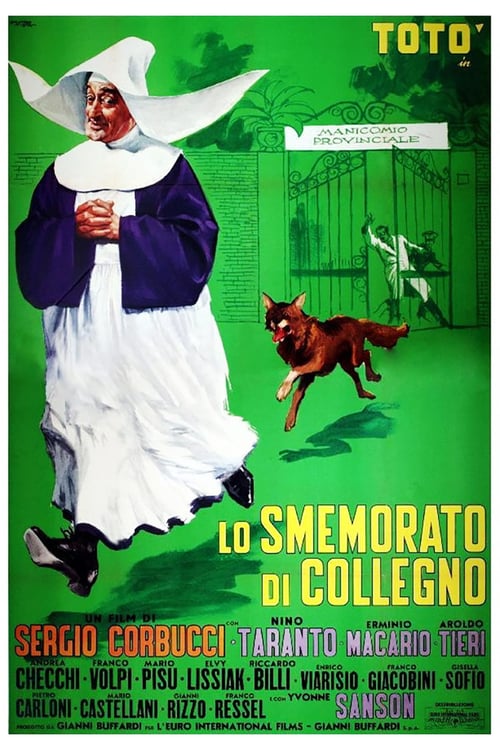 TOTO'
in
MANICOMIO
PROVINCIALE
LO SMEMORATO
DI COLLEGNO
UN FILM DI
SERGIO CORBUCCI · CON NINO TARANTO · ERMINIO MACARIO · AROLDO TIERI
ANDREA CHECCHI · FRANCO VOLPI · MARIO PISU · ELVY LISSIAK · RICCARDO BILLI · ENRICO VIARISIO · FRANCO GIACOBINI · GISELLA SOFIO
PIETRO CARLONI · MARIO CASTELLANI · GIANNI RIZZO · FRANCO RESSEL · E CON YVONNE SANSON
PRODOTTO DA GIANNI BUFFARDI PER L'EURO INTERNATIONAL FILMS - GIANNI BUFFARDI S.p.A.
DISTRIBUZIONE